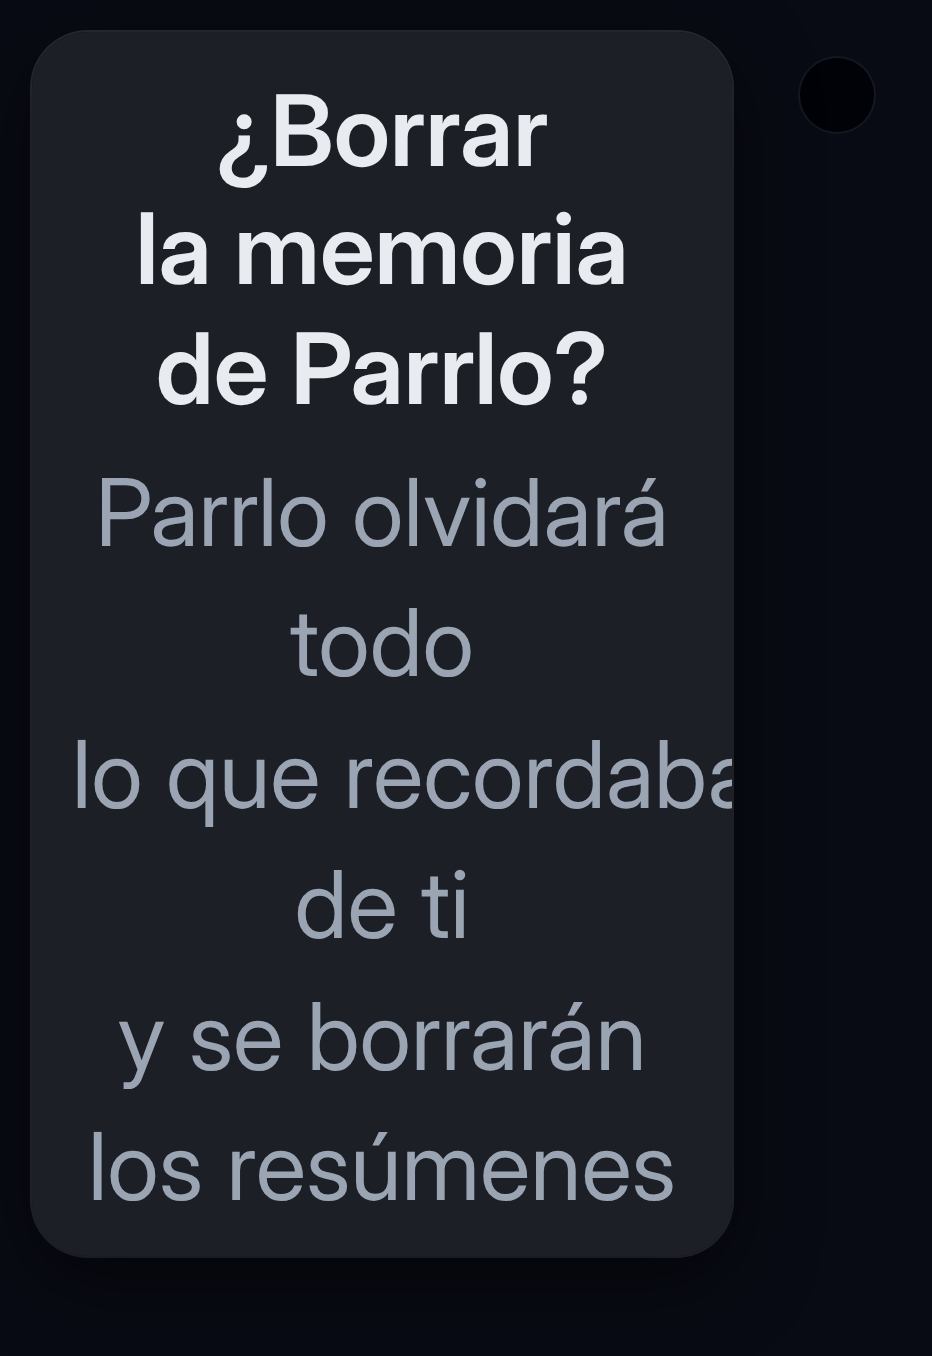 ¿Borrar
la memoria
de Parrlo?
Parrlo olvidará
todo
lo que recordaba
de ti
y se borrarán
los resúmenes